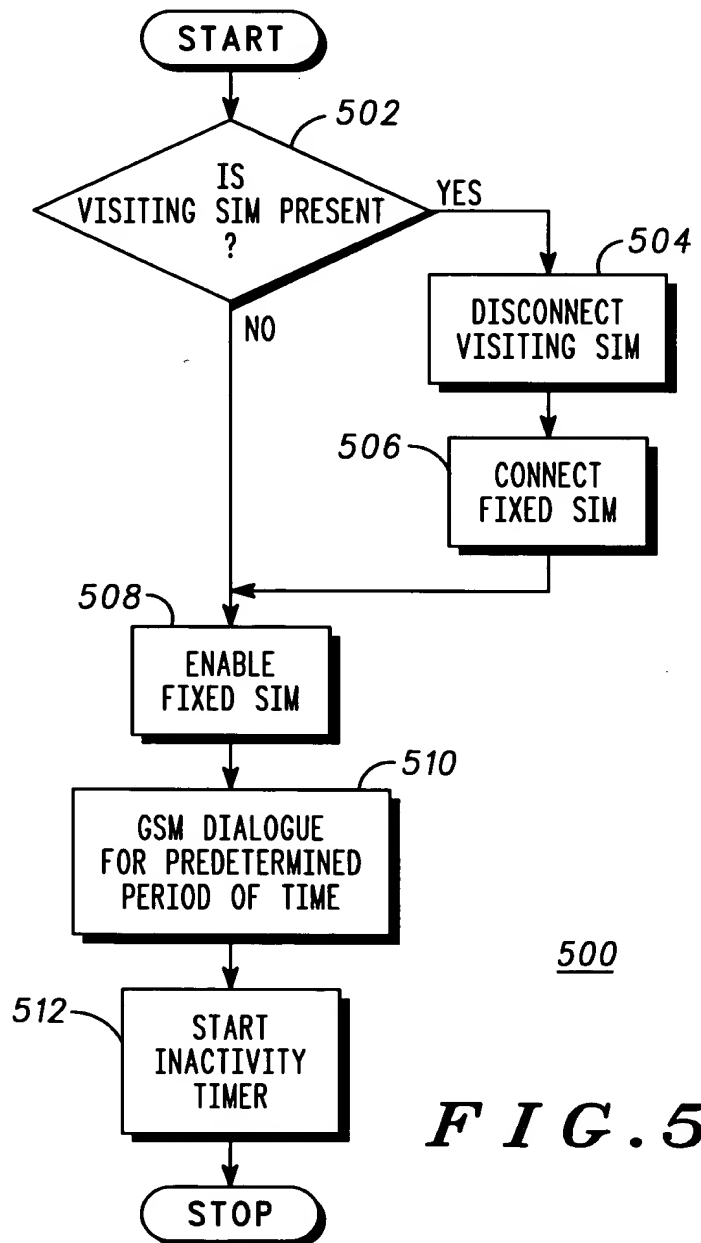 START
502
IS
VISITING SIM PRESENT
?
YES
NO
504
DISCONNECT
VISITING SIM
506
CONNECT
FIXED SIM
508
ENABLE
FIXED SIM
510
GSM DIALOGUE
FOR PREDETERMINED
PERIOD OF TIME
500
512
START
INACTIVITY
TIMER
FIG.5
STOP